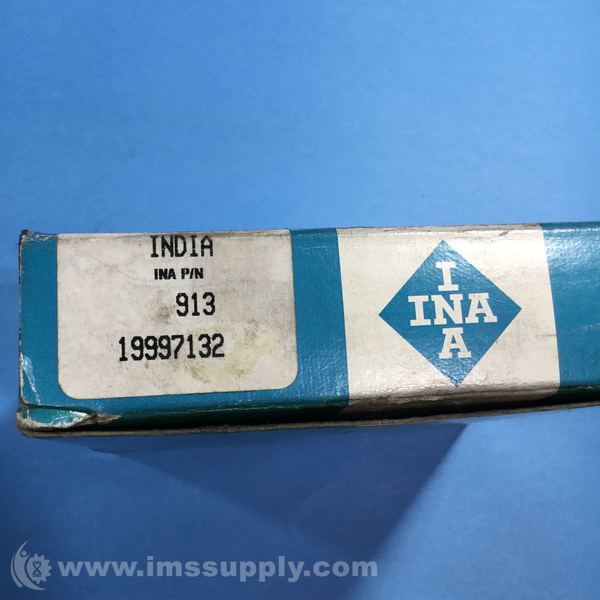 INDIA
INA P/N
913
19997132
I
INA
A
www.imssupply.com